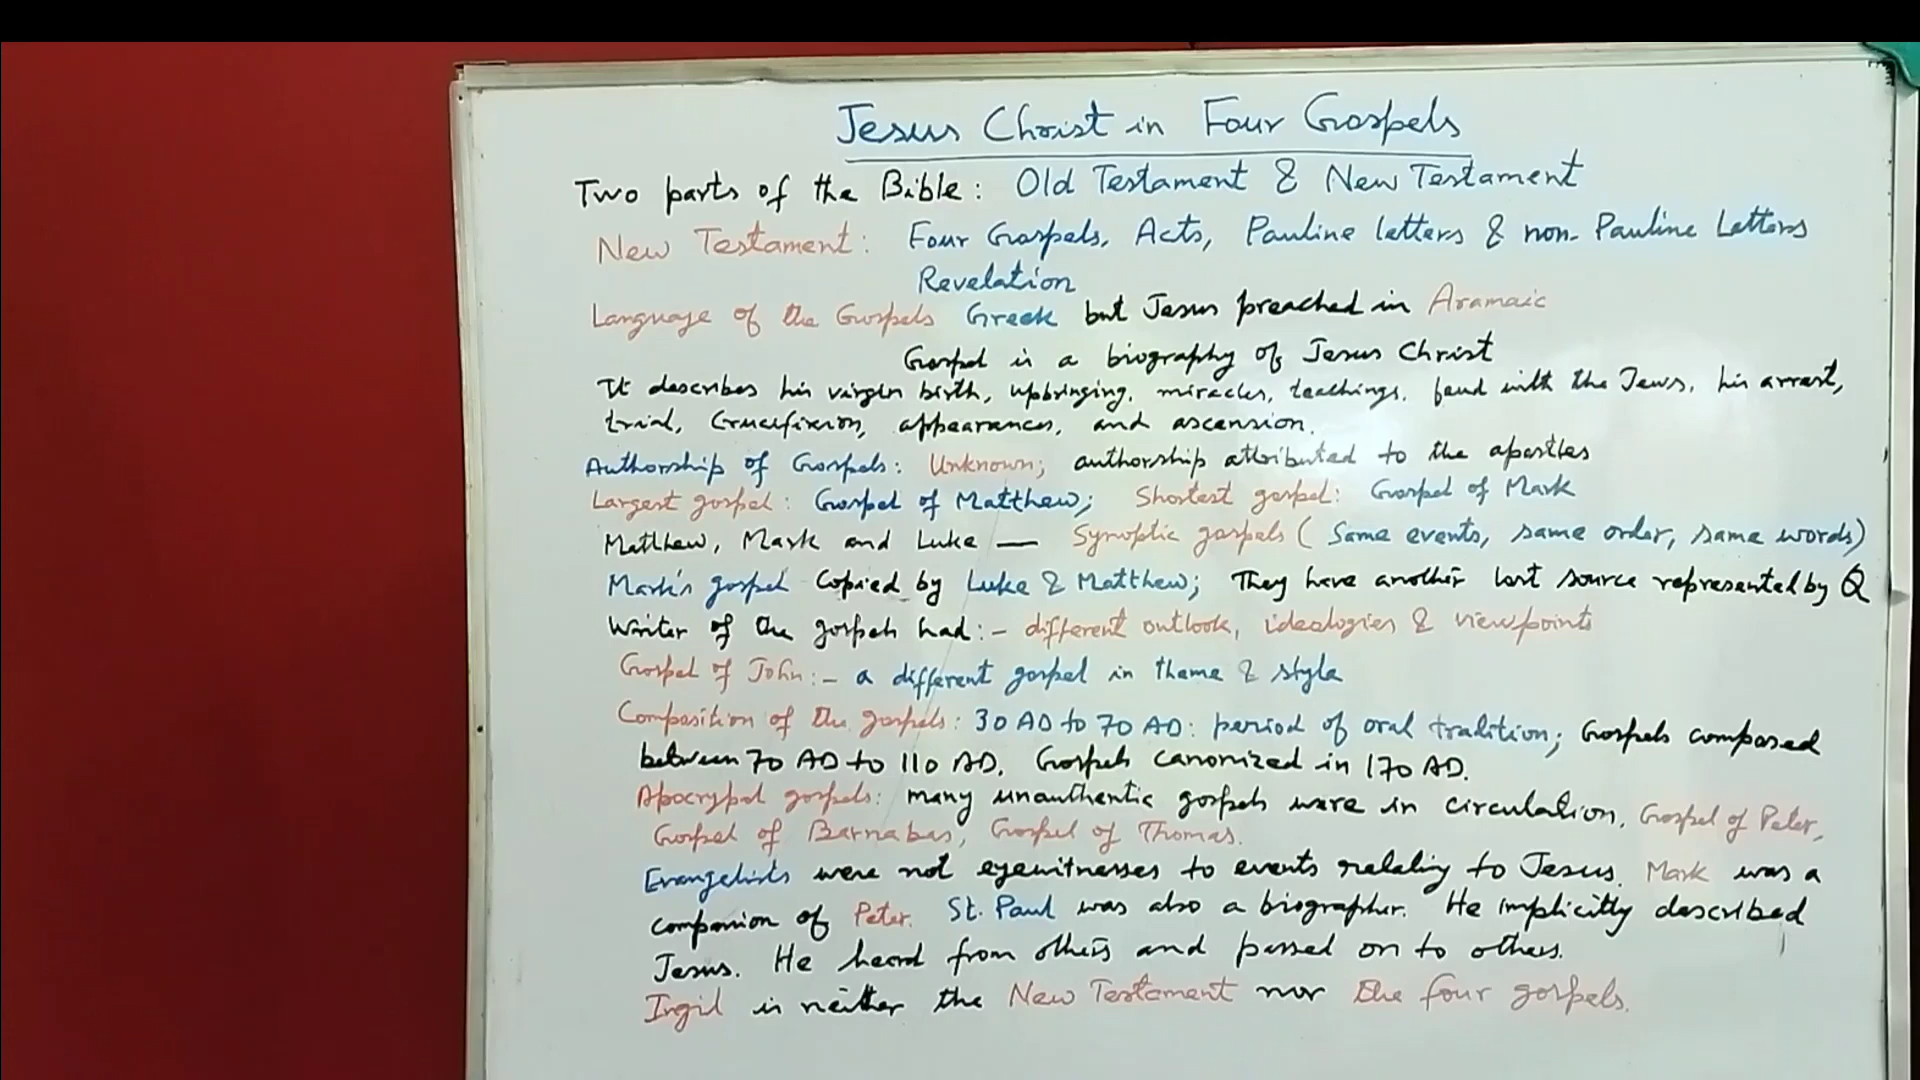 Jesus Christ in Four Gospels
Two parts of the Bible: Old Testament & New Testament
New Testament: Four Gospels, Acts, Pauline letters & non-Pauline Letters
Revelation
Language of the Gospels Greek but Jesus preached in Aramaic
Gospel is a biography of Jesus Christ
It describes his virgin birth, upbringing, miracles, teachings, feud with the Jews, his arrest,
trial, Crucifixion, appearances, and ascension.
Authorship of Gospels: Unknown; authorship attributed to the apostles
Largest gospel: Gospel of Matthew; Shortest gospel: Gospel of Mark
Matthew, Mark and Luke — Synoptic gospels (Same events, same order, same words)
Mark's gospel Copied by Luke & Matthew; They have another lost source represented by Q
Writer of the gospels had:- different outlook, ideologies & viewpoints
Gospel of John:- a different gospel in theme & style
Composition of the gospels: 30 AD to 70 AD: period of oral tradition; Gospels composed
between 70 AD to 110 AD. Gospels canonized in 170 AD.
Apocrypal gospels: many unauthentic gospels were in circulation. Gospel of Peter,
Gospel of Barnabas, Gospel of Thomas.
Evangelists were not eyewitnesses to events relating to Jesus. Mark was a
companion of Peter. St. Paul was also a biographer. He implicitly described
Jesus. He heard from others and passed on to others.
Ingil is neither the New Testament nor the four gospels.